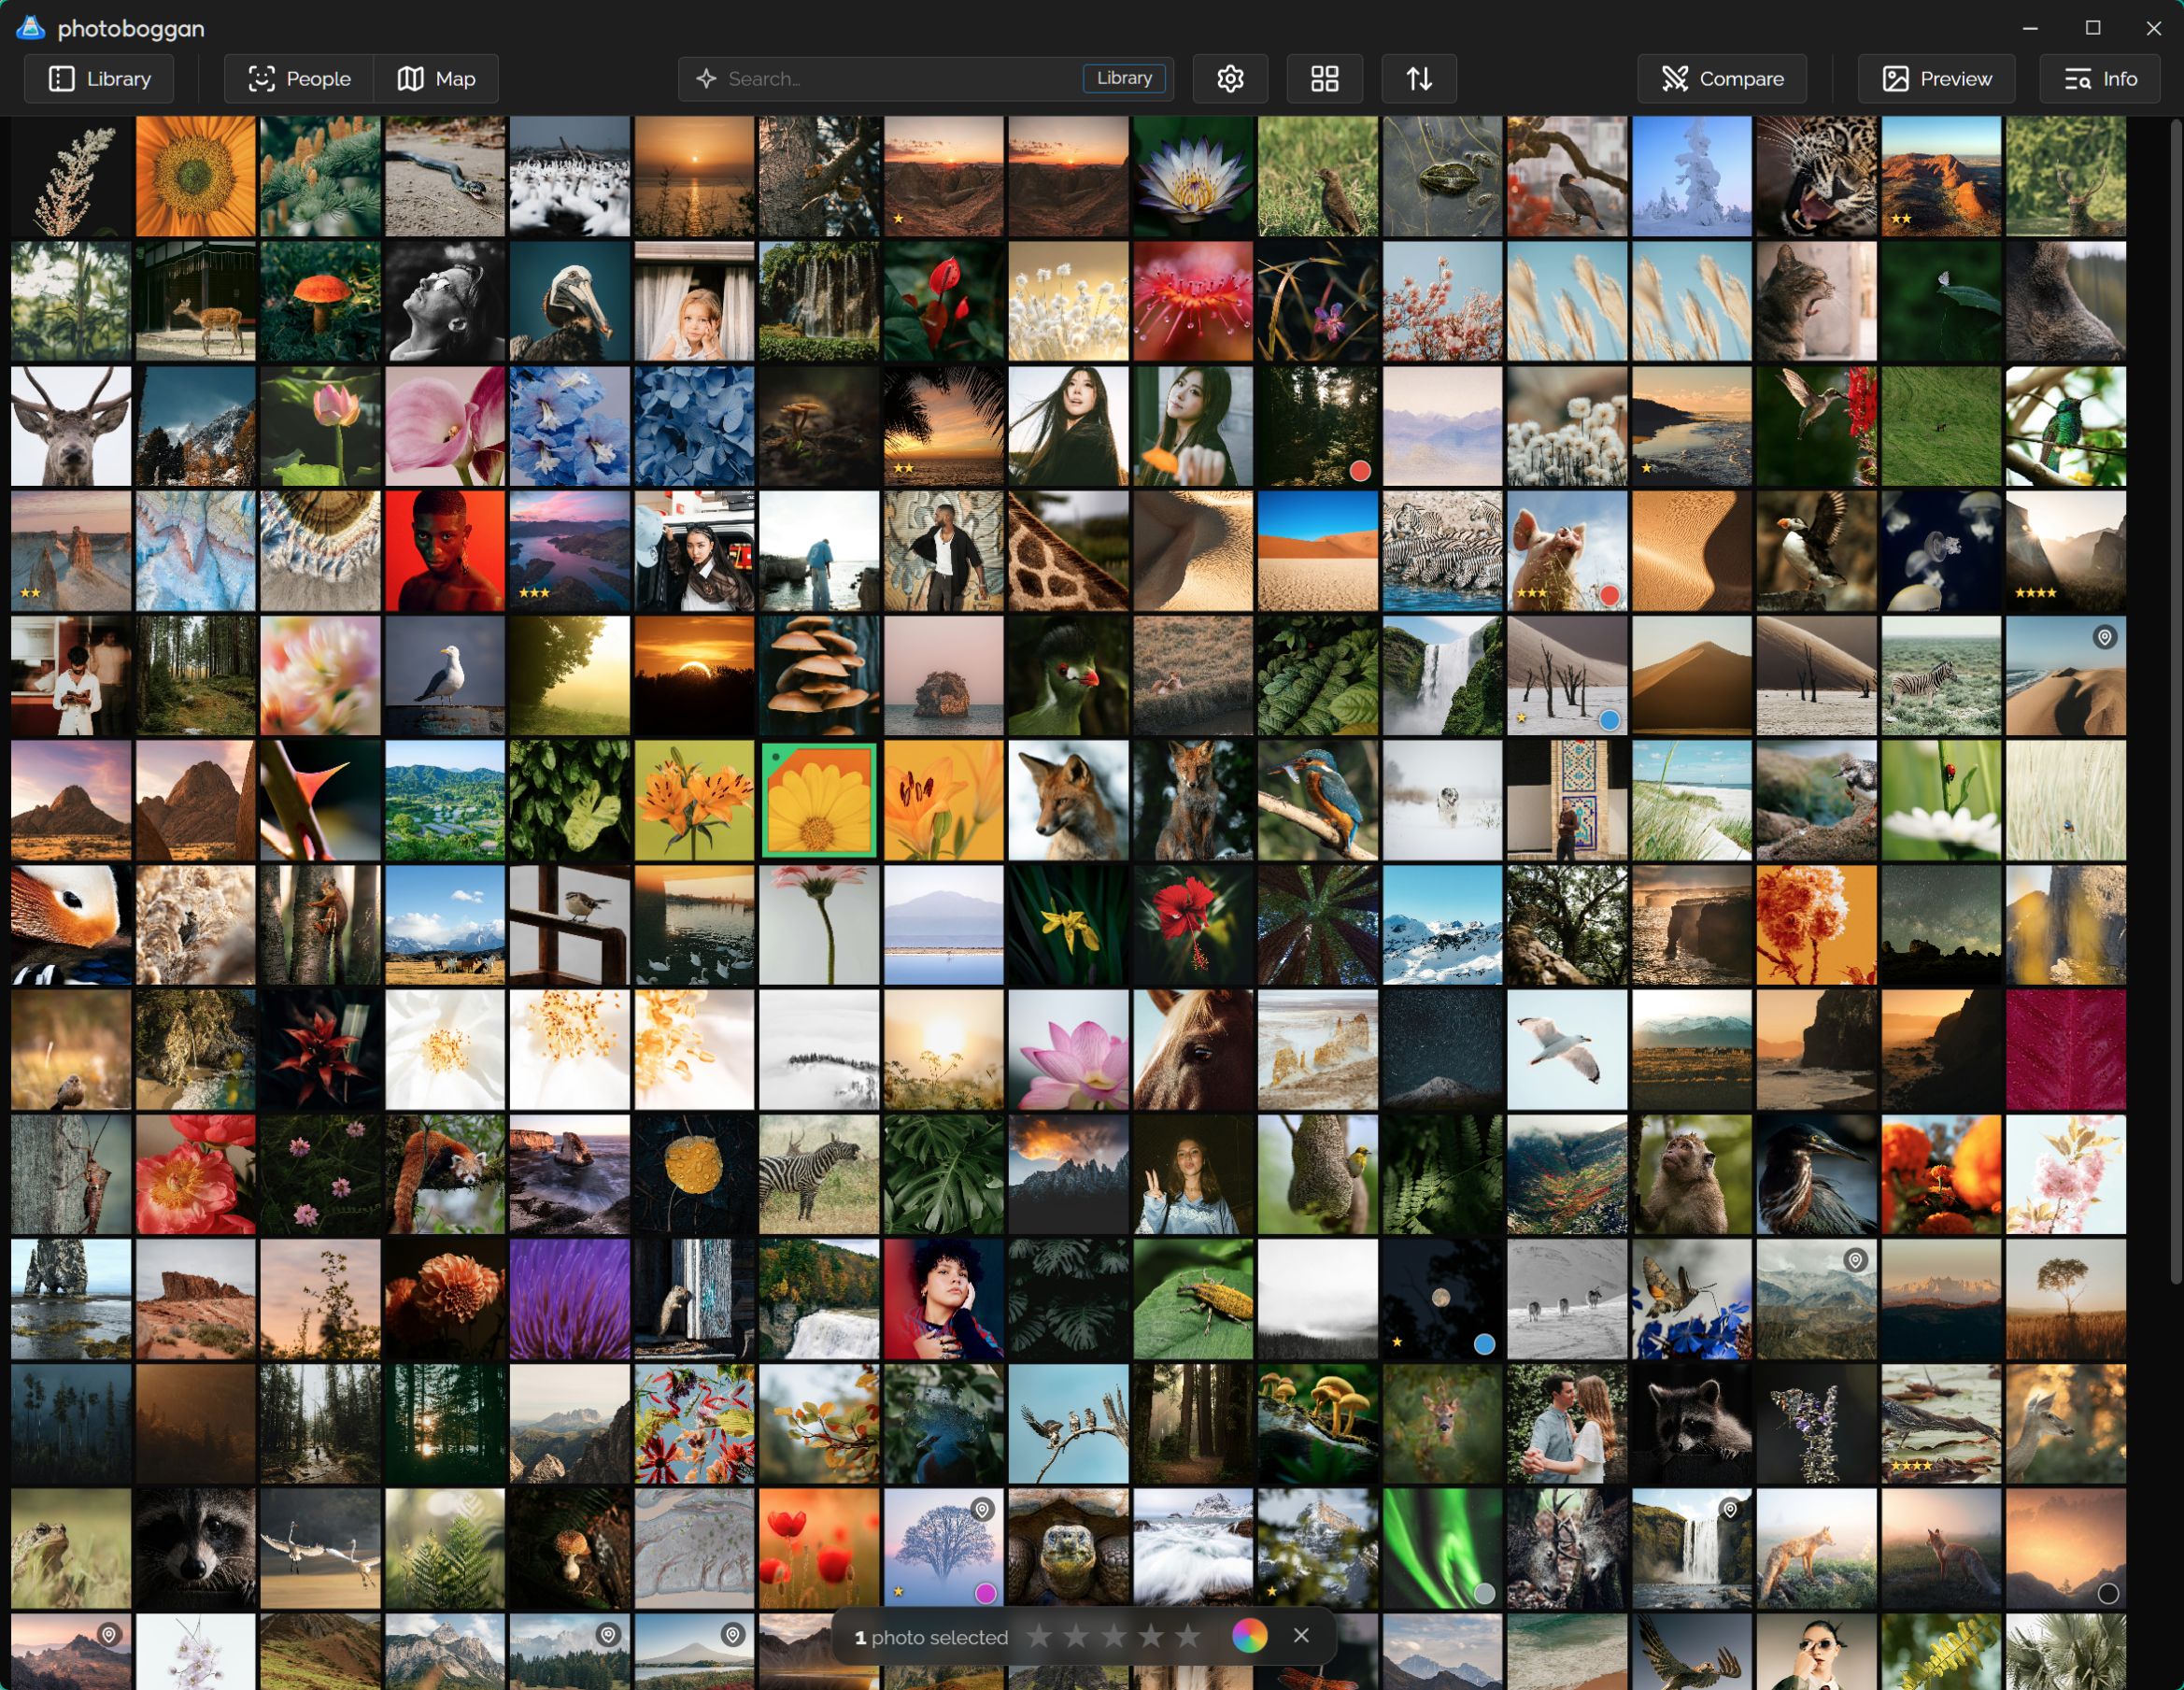 photoboggan
Library
People
Map
Search...
Library
Compare
Preview
Info
1 photo selected